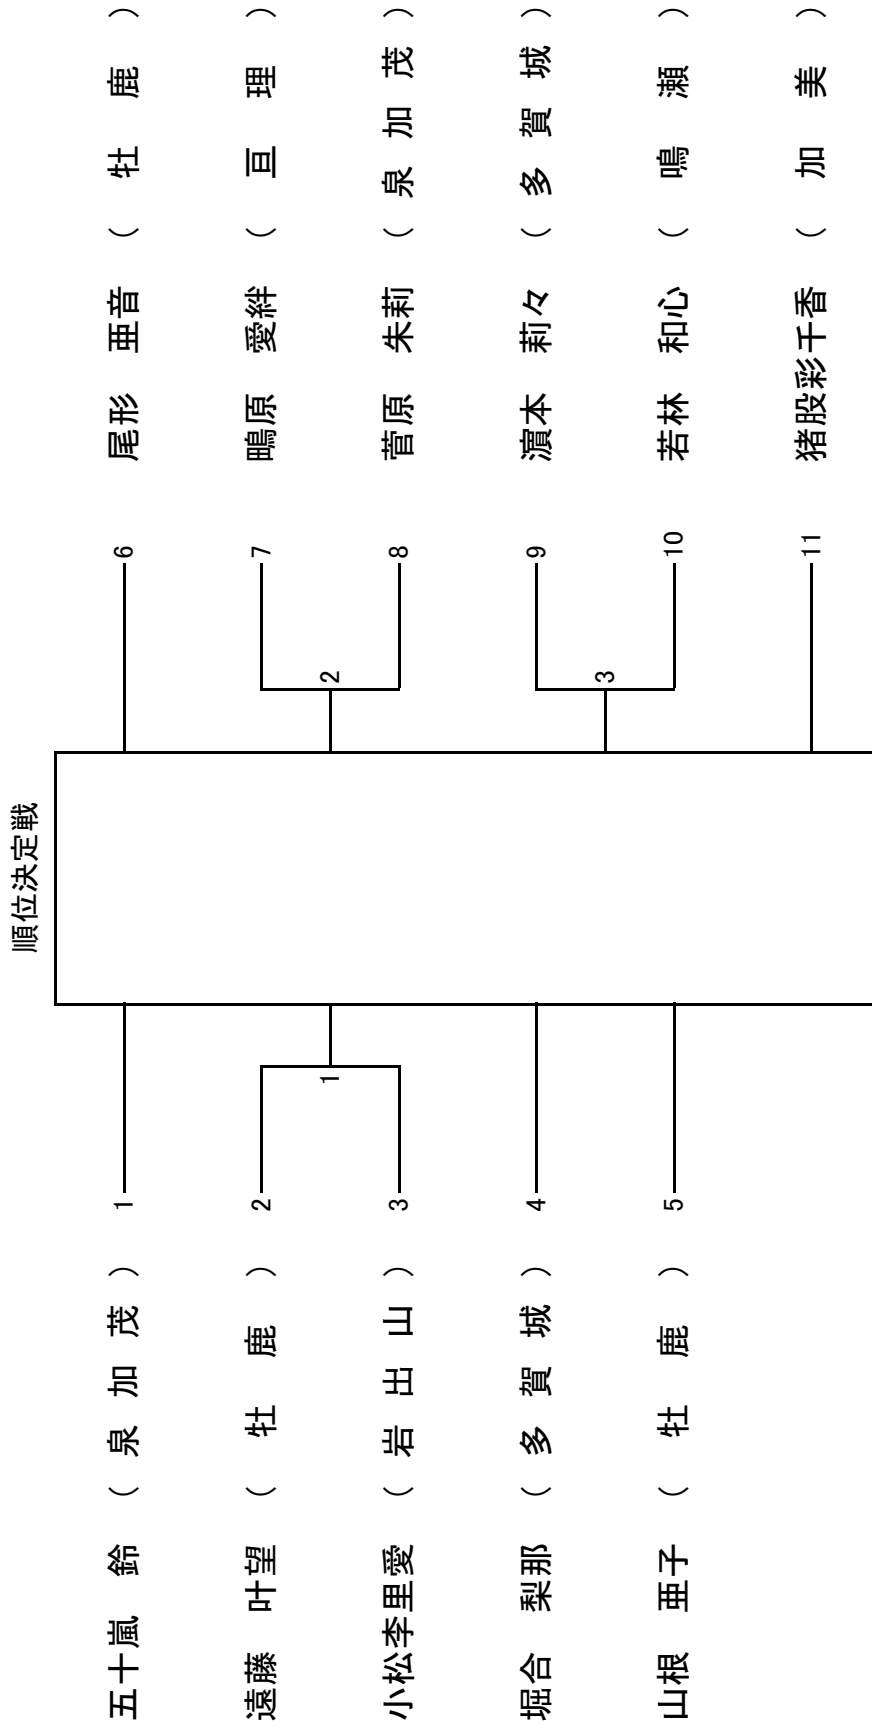 順位決定戦
五十嵐 鈴 （ 泉 加 茂 ） 1
遠藤 叶望 （ 牡 鹿 ） 2
小松李里愛 （ 岩 出 山 ） 3
堀合 梨那 （ 多 賀 城 ） 4
山根 亜子 （ 牡 鹿 ） 5
1
6 尾形 亜音 （ 牡 鹿 ）
7 鴫原 愛絆 （ 亘 理 ）
8 菅原 朱莉 （ 泉 加 茂 ）
9 濵本 莉々 （ 多 賀 城 ）
10 若林 和心 （ 鳴 瀬 ）
11 猪股彩千香 （ 加 美 ）
2
3